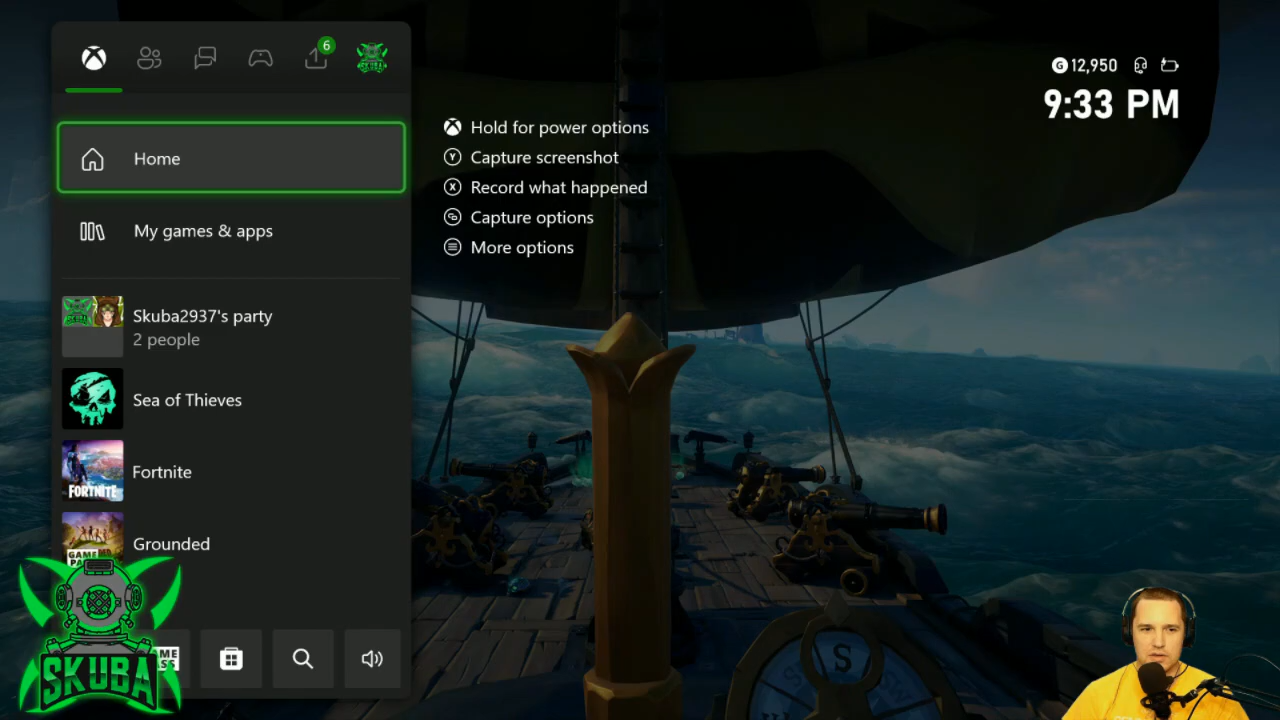 6
G 12,950
9:33 PM
Home
My games & apps
Skuba2937's party
2 people
Sea of Thieves
FORTNITE
Fortnite
Grounded
SKUBA
Hold for power options
Y Capture screenshot
X Record what happened
Capture options
More options
S